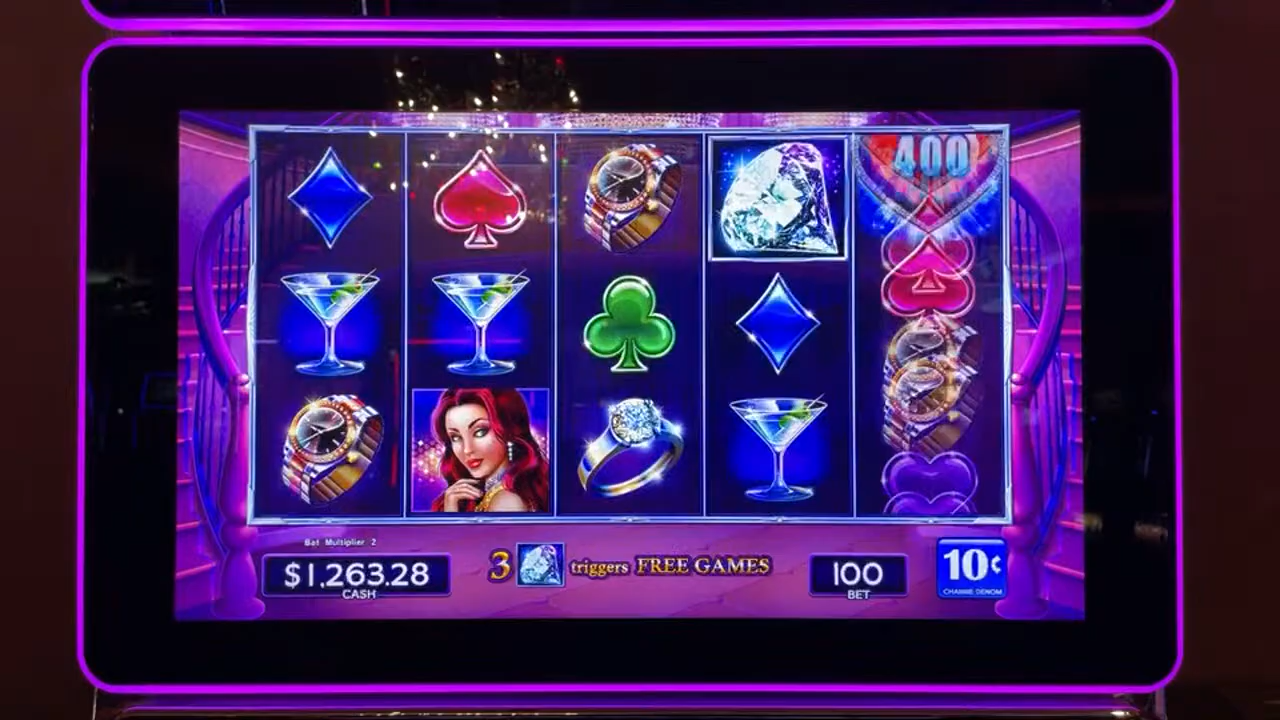 400
Bet Multiplier 2
$1,263.28
CASH
3 triggers FREE GAMES
100
BET
10¢
CHANGE DENOM